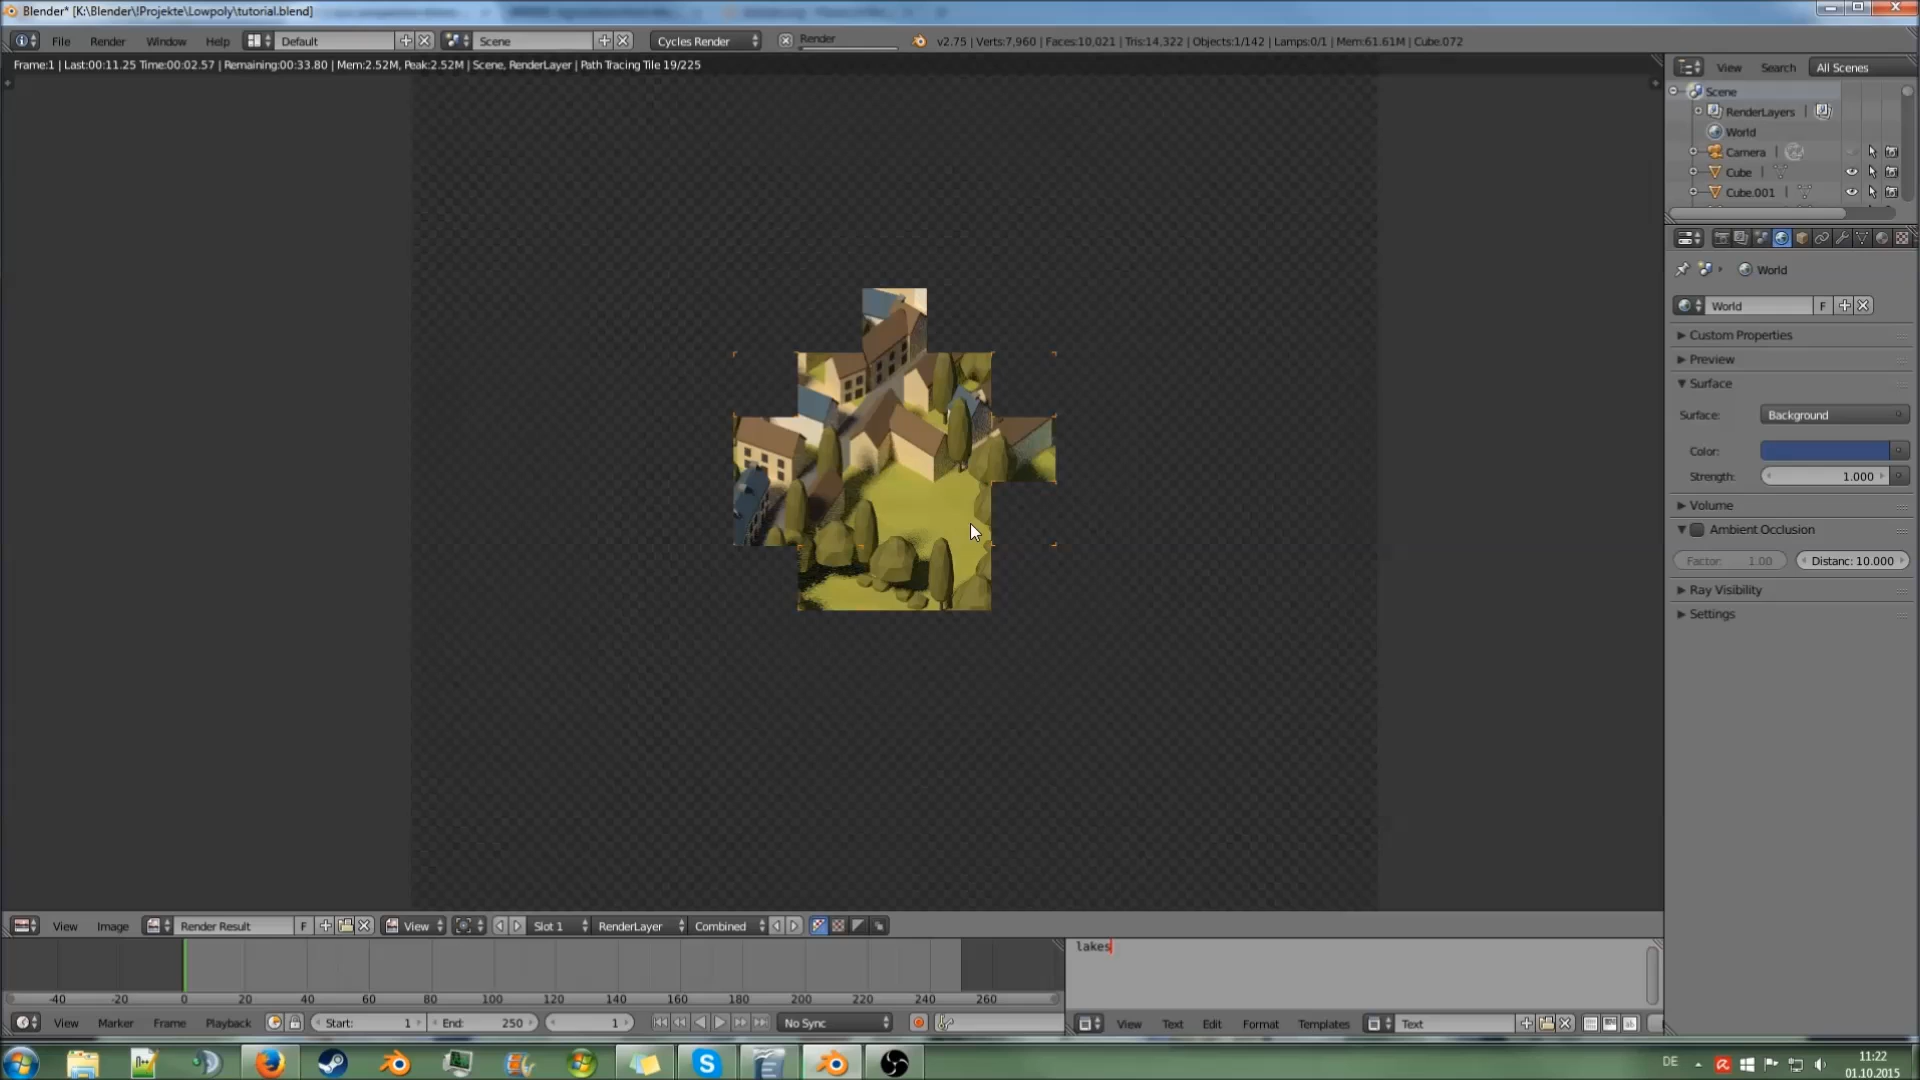 Blender* [K:\Blender\!Projekte\Lowpoly\tutorial.blend]
File Render Window Help Default Scene Cycles Render Render v2.75 | Verts:7,960 | Faces:10,021 | Tris:14,322 | Objects:1/142 | Lamps:0/1 | Mem:61.61M | Cube.072
Frame:1 | Last:00:11.25 Time:00:02.57 | Remaining:00:33.80 | Mem:2.52M, Peak:2.52M | Scene, RenderLayer | Path Tracing Tile 19/225
View Search All Scenes
Scene
RenderLayers
World
Camera
Cube
Cube.001
World
World F
Custom Properties
Preview
Surface
Surface: Background
Color:
Strength: 1.000
Volume
Ambient Occlusion
Factor: 1.00 Distanc: 10.000
Ray Visibility
Settings
View Image Render Result F View Slot 1 RenderLayer Combined
lakes
-40 -20 0 20 40 60 80 100 120 140 160 180 200 220 240 260
View Marker Frame Playback Start: 1 End: 250 1 No Sync
View Text Edit Format Templates Text
DE 11:22
01.10.2015